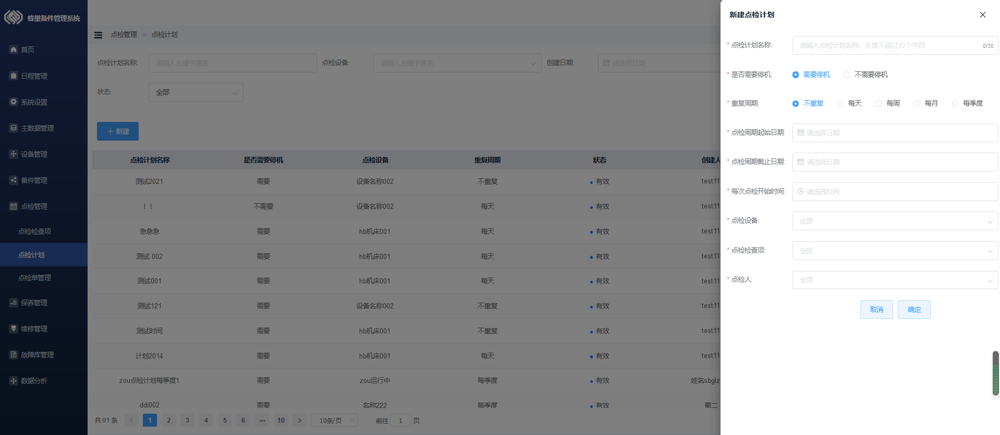 蜂巢备件管理系统
首页
日程管理
系统设置
主数据管理
设备管理
备件管理
点检管理
点检检查项
点检计划
点检单管理
保养管理
维修管理
故障库管理
数据分析
点检管理 > 点检计划
点检计划名称: 请输入关键字搜索 点检设备: 请输入关键字搜索 创建日期: 请选择日期
状态: 全部
+ 新建
点检计划名称 是否需要停机 点检设备 重复周期 状态 创建人
测试2021 需要 设备名称002 不重复 有效 test11
！！ 不需要 设备名称002 每天 有效 test11
急急急 需要 hb机床001 每天 有效 test11
测试 002 需要 hb机床001 每天 有效 test11
测试001 需要 hb机床001 每天 有效 test11
测试121 需要 设备名称002 不重复 有效 test11
测试时间 需要 hb机床001 不重复 有效 test11
计划2014 需要 hb机床001 每天 有效 test11
zou点检计划每季度1 需要 zou运行中 每季度 有效 姓名sbglz
ddj002 需要 名称222 每季度 有效 董二
共 91 条 < 1 2 3 4 5 6 ••• 10 > 10条/页 前往 1 页
新建点检计划
* 点检计划名称: 请输入点检计划名称、长度不超过30个字符 0/30
* 是否需要停机: 需要停机 不需要停机
* 重复周期: 不重复 每天 每周 每月 每季度
* 点检周期起始日期: 请选择日期
* 点检周期截止日期: 请选择日期
* 每次点检开始时间: 请选择时间
* 点检设备: 全部
* 点检检查项: 全部
* 点检人: 全部
取消 确定